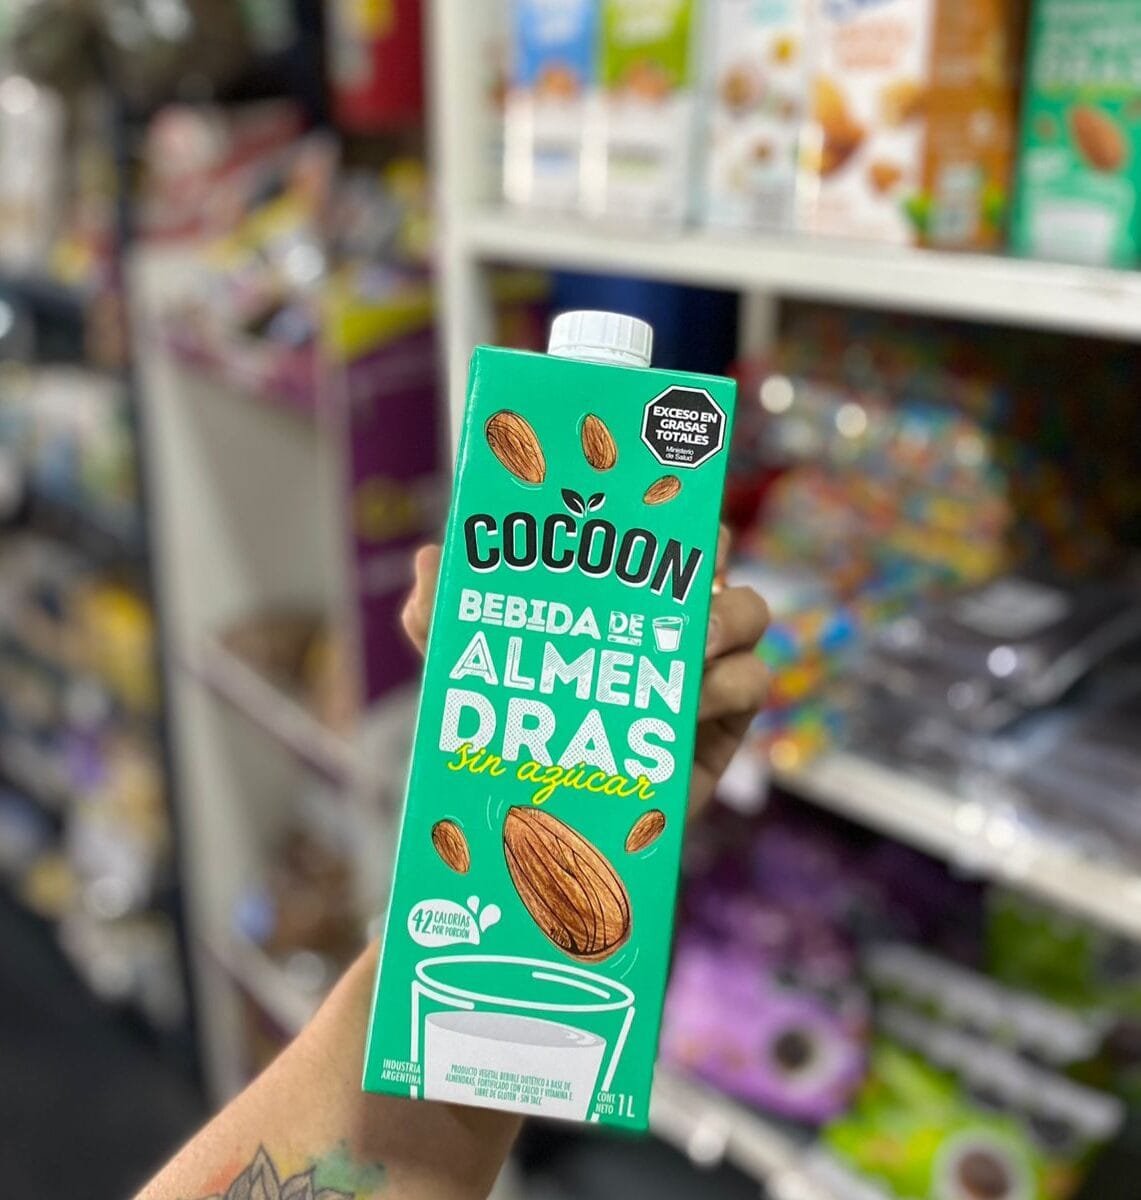 EXCESO EN
GRASAS
TOTALES
Ministerio
de Salud
COCOON
BEBIDA DE
ALMEN
DRAS
sin azúcar
42 CALORÍAS
POR PORCIÓN
INDUSTRIA
ARGENTINA
PRODUCTO VEGETAL BEBIBLE DIETÉTICO A BASE DE
ALMENDRAS, FORTIFICADO CON CALCIO Y VITAMINA E.
LIBRE DE GLUTEN - SIN TACC
CONT.
NETO 1L
DRAS